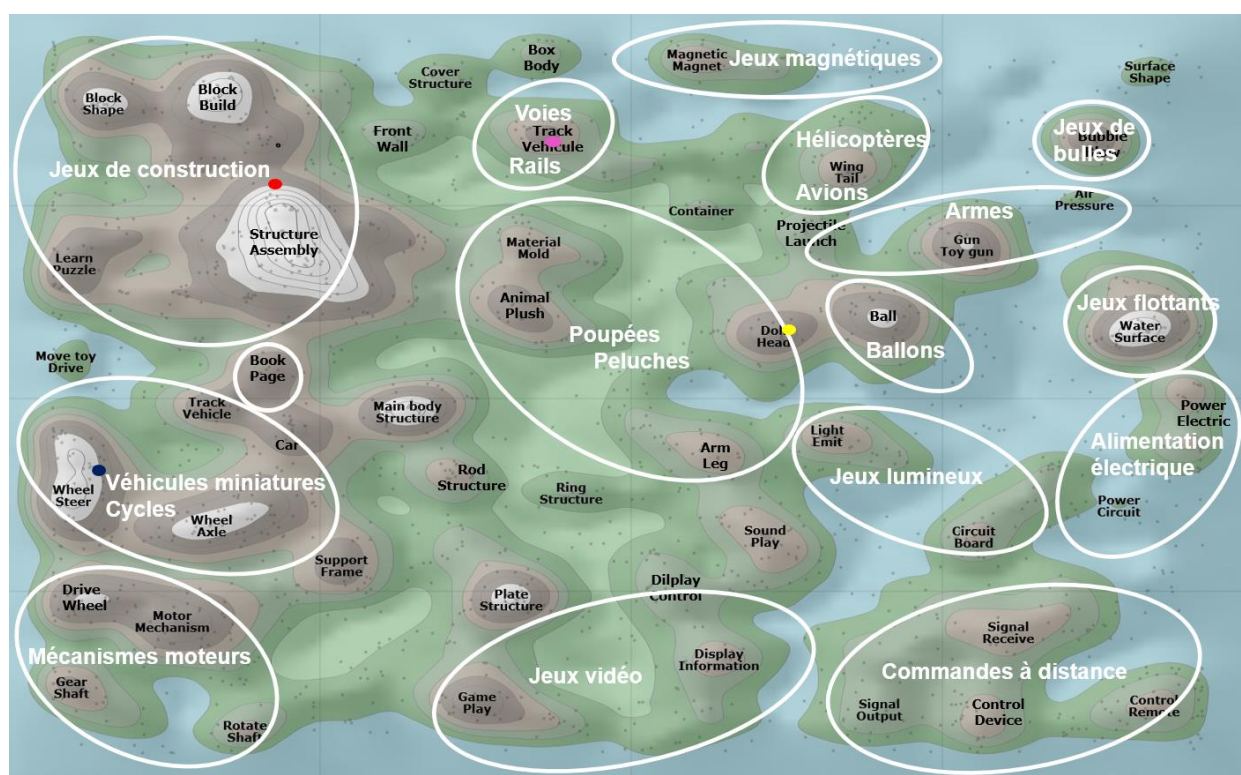 Box
Body
Magnetic
Magnet
Jeux magnétiques
Cover
Structure
Surface
Shape
Block
Shape
Block
Build
Voies
Track
Vehicule
Rails
Front
Wall
Hélicoptères
Wing
Tail
Avions
Jeux de
Bubble
bulles
Jeux de construction
Structure
Assembly
Learn
Puzzle
Container
Projectil
Launch
Armes
Air
Pressure
Gun
Toy gun
Material
Mold
Animal
Plush
Poupées
Peluches
Doll
Head
Ball
Ballons
Jeux flottants
Water
Surface
Move toy
Drive
Book
Page
Track
Vehicle
Car
Main body
Structure
Wheel
Steer
Véhicules miniatures
Cycles
Wheel
Axle
Rod
Structure
Ring
Structure
Arm
Leg
Light
Emit
Jeux lumineux
Circuit
Board
Power
Electric
Alimentation
électrique
Power
Circuit
Sound
Play
Support
Frame
Drive
Wheel
Motor
Mechanism
Mécanismes moteurs
Gear
Shaft
Rotate
Shaft
Plate
Structure
Dilplay
Control
Jeux vidéo
Display
Information
Game
Play
Signal
Receive
Commandes à distance
Signal
Output
Control
Device
Control
Remote